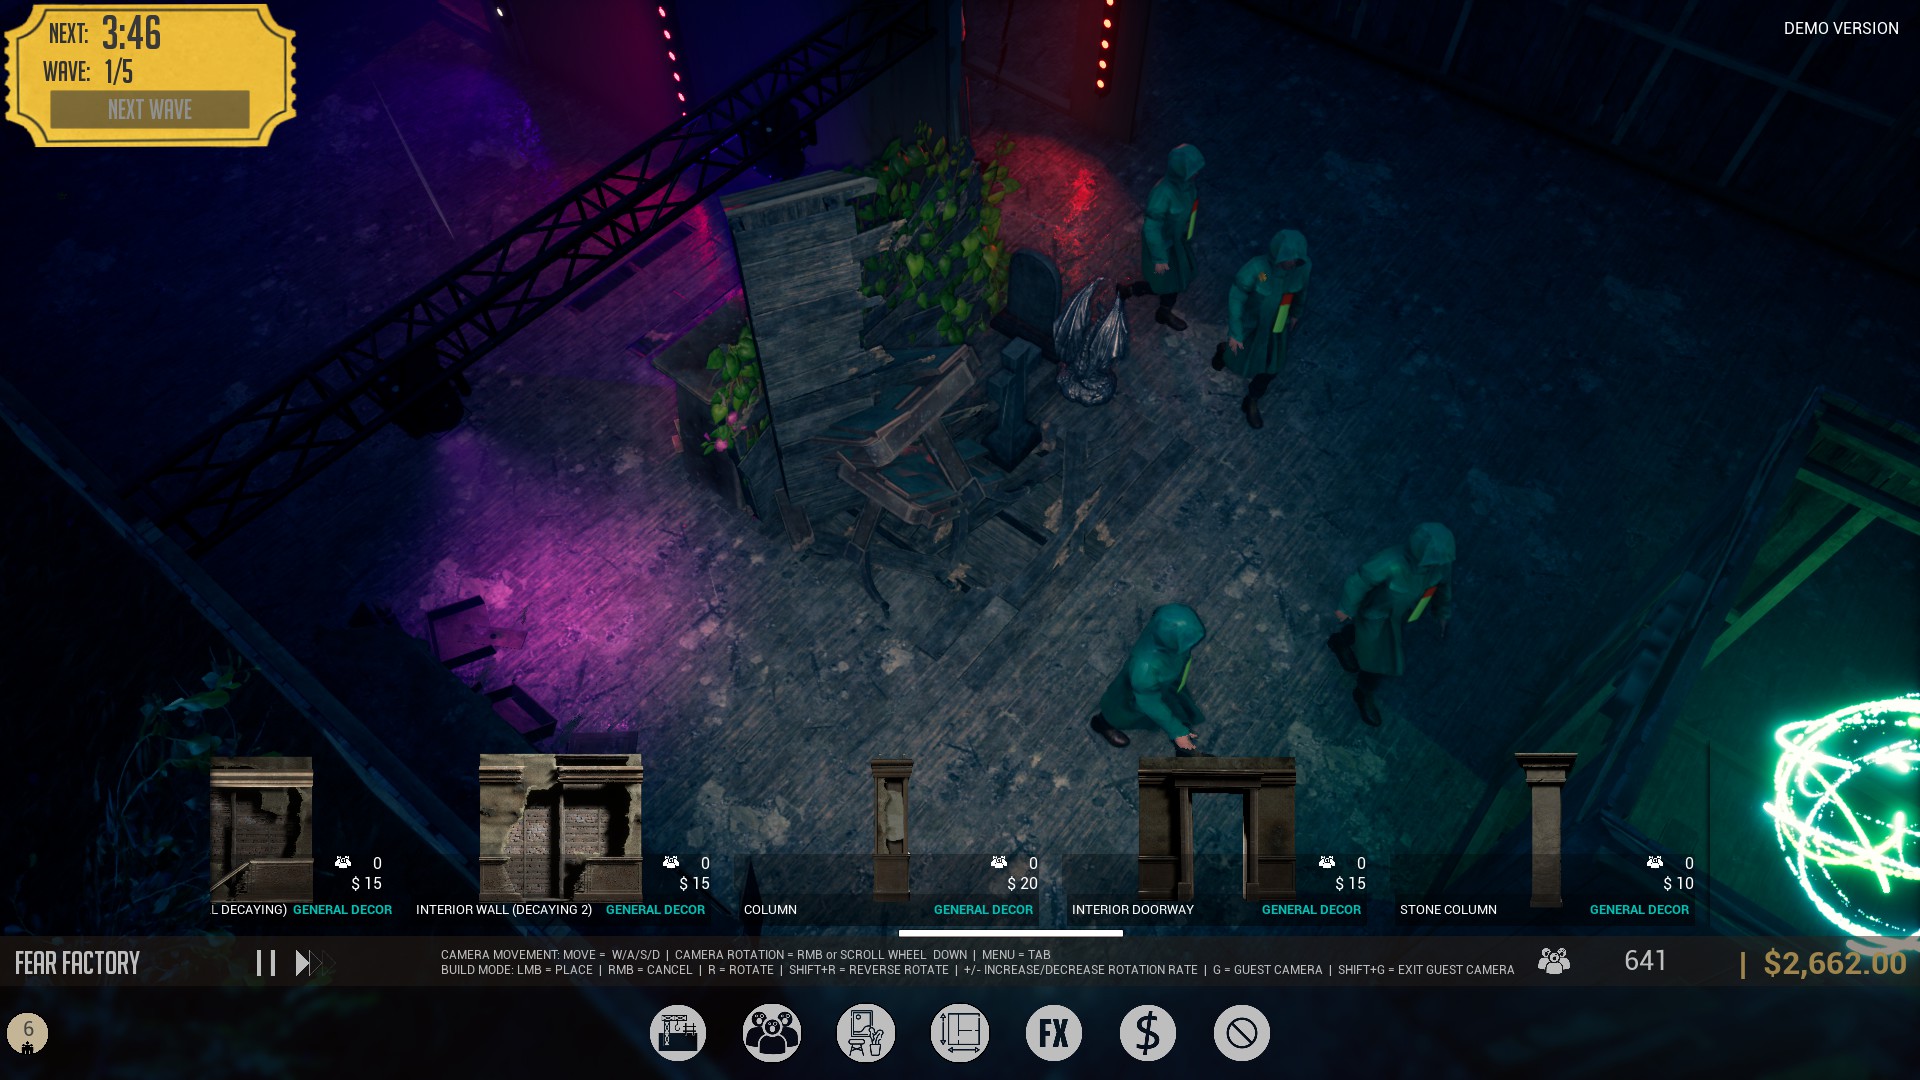 NEXT: 3:46
WAVE: 1/5
NEXT WAVE
DEMO VERSION
0
$ 15
L DECAYING) GENERAL DECOR
0
$ 15
INTERIOR WALL (DECAYING 2) GENERAL DECOR
0
$ 20
COLUMN GENERAL DECOR
0
$ 15
INTERIOR DOORWAY GENERAL DECOR
0
$ 10
STONE COLUMN GENERAL DECOR
FEAR FACTORY
CAMERA MOVEMENT: MOVE = W/A/S/D | CAMERA ROTATION = RMB or SCROLL WHEEL DOWN | MENU = TAB
BUILD MODE: LMB = PLACE | RMB = CANCEL | R = ROTATE | SHIFT+R = REVERSE ROTATE | +/- INCREASE/DECREASE ROTATION RATE | G = GUEST CAMERA | SHIFT+G = EXIT GUEST CAMERA
641 | $2,662.00
6
FX
$